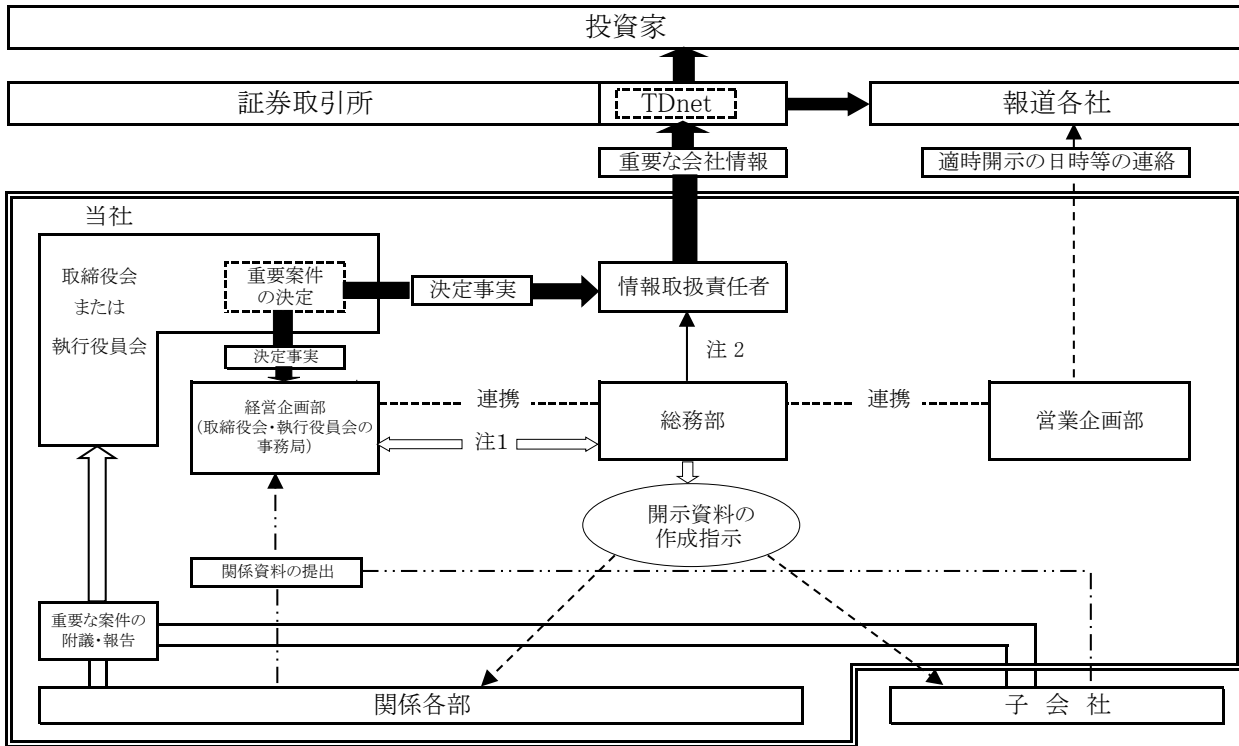 投資家
証券取引所
TDnet
報道各社
重要な会社情報
適時開示の日時等の連絡
当社
取締役会
または
執行役員会
重要案件
の決定
決定事実
情報取扱責任者
決定事実
注２
経営企画部
(取締役会・執行役員会の
事務局)
連携
総務部
連携
営業企画部
注１
開示資料の
作成指示
関係資料の提出
重要な案件の
附議・報告
関係各部
子 会 社